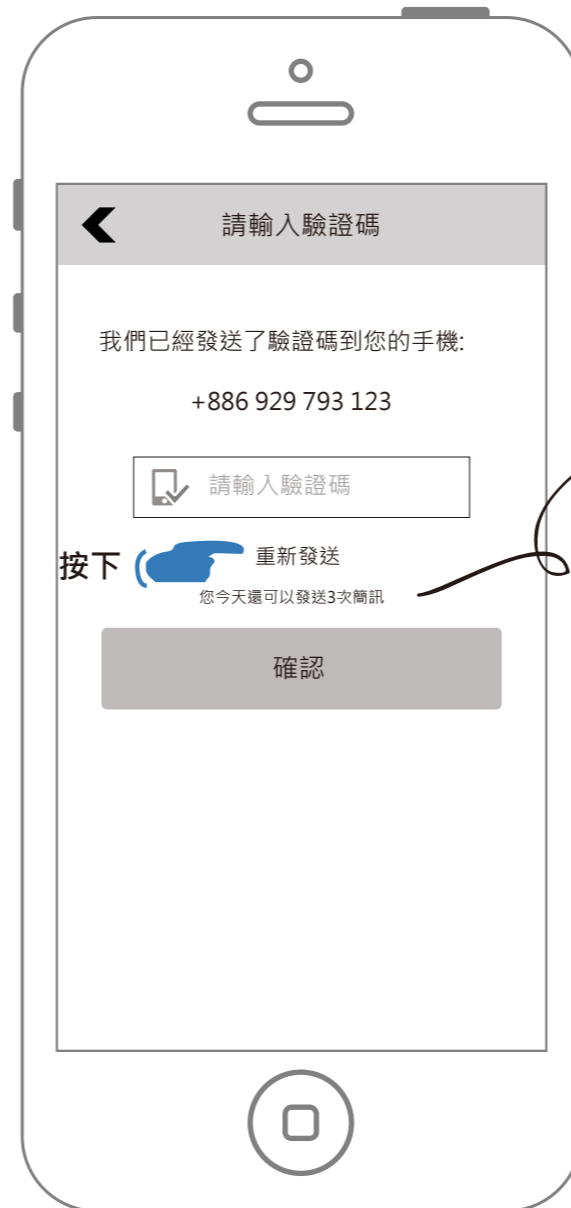 請輸入驗證碼
我們已經發送了驗證碼到您的手機:
+886 929 793 123
請輸入驗證碼
按下 重新發送
您今天還可以發送3次簡訊
確認